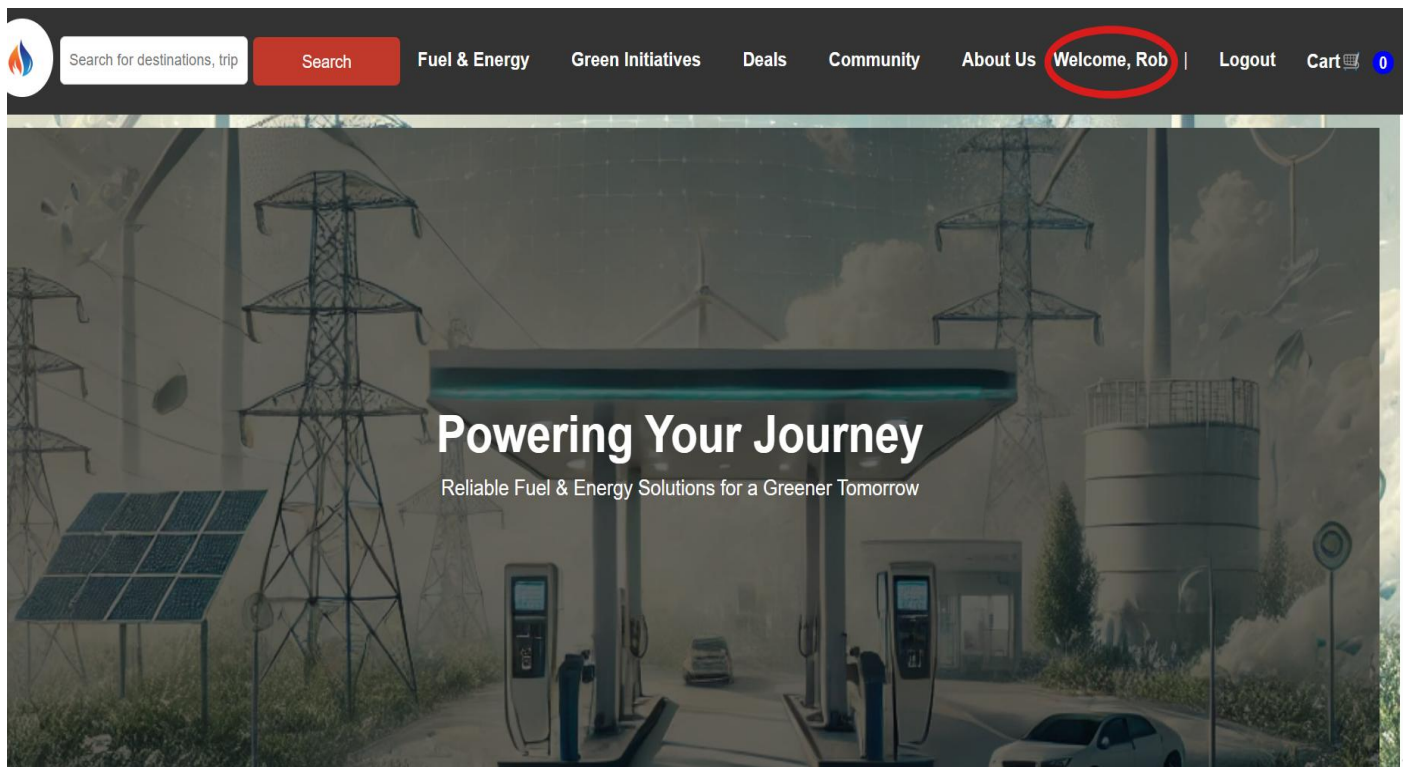 Search for destinations, trip Search Fuel & Energy Green Initiatives Deals Community About Us Welcome, Rob | Logout Cart 0
Powering Your Journey
Reliable Fuel & Energy Solutions for a Greener Tomorrow